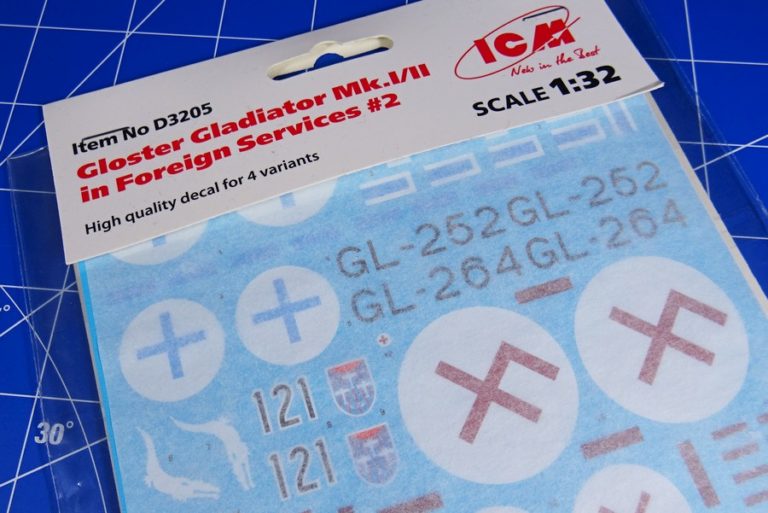 ICM
Now in the Best
Item No D3205
Gloster Gladiator Mk.I/II
in Foreign Services #2
SCALE 1:32
High quality decal for 4 variants
GL-252 GL-252
GL-264 GL-264
121
121
30°